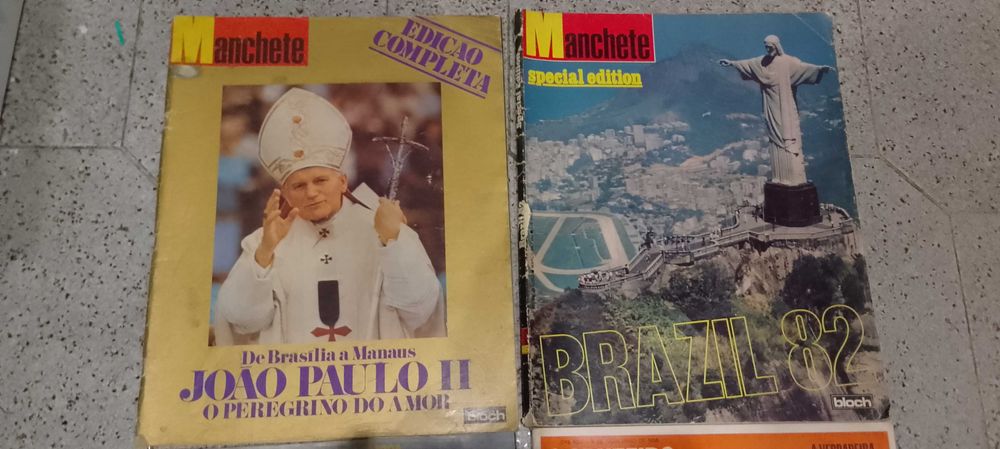 Manchete
EDIÇÃO
COMPLETA
De Brasília a Manaus
JOÃO PAULO II
O PEREGRINO DO AMOR
bloch
Manchete
special edition
BRAZIL 82
bloch